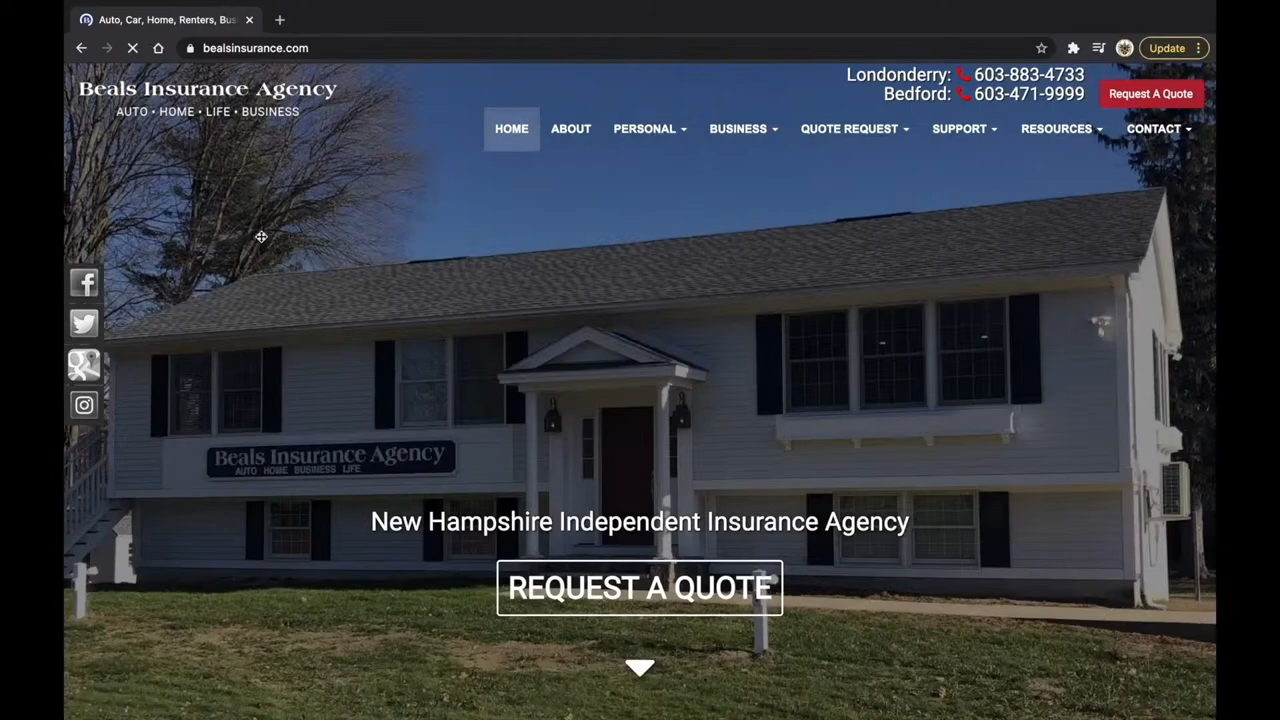 Auto, Car, Home, Renters, Bus
bealsinsurance.com
Update
Beals Insurance Agency
AUTO • HOME • LIFE • BUSINESS
Londonderry: 603-883-4733
Bedford: 603-471-9999
Request A Quote
HOME ABOUT PERSONAL BUSINESS QUOTE REQUEST SUPPORT RESOURCES CONTACT
Beals Insurance Agency
AUTO HOME BUSINESS LIFE
New Hampshire Independent Insurance Agency
REQUEST A QUOTE